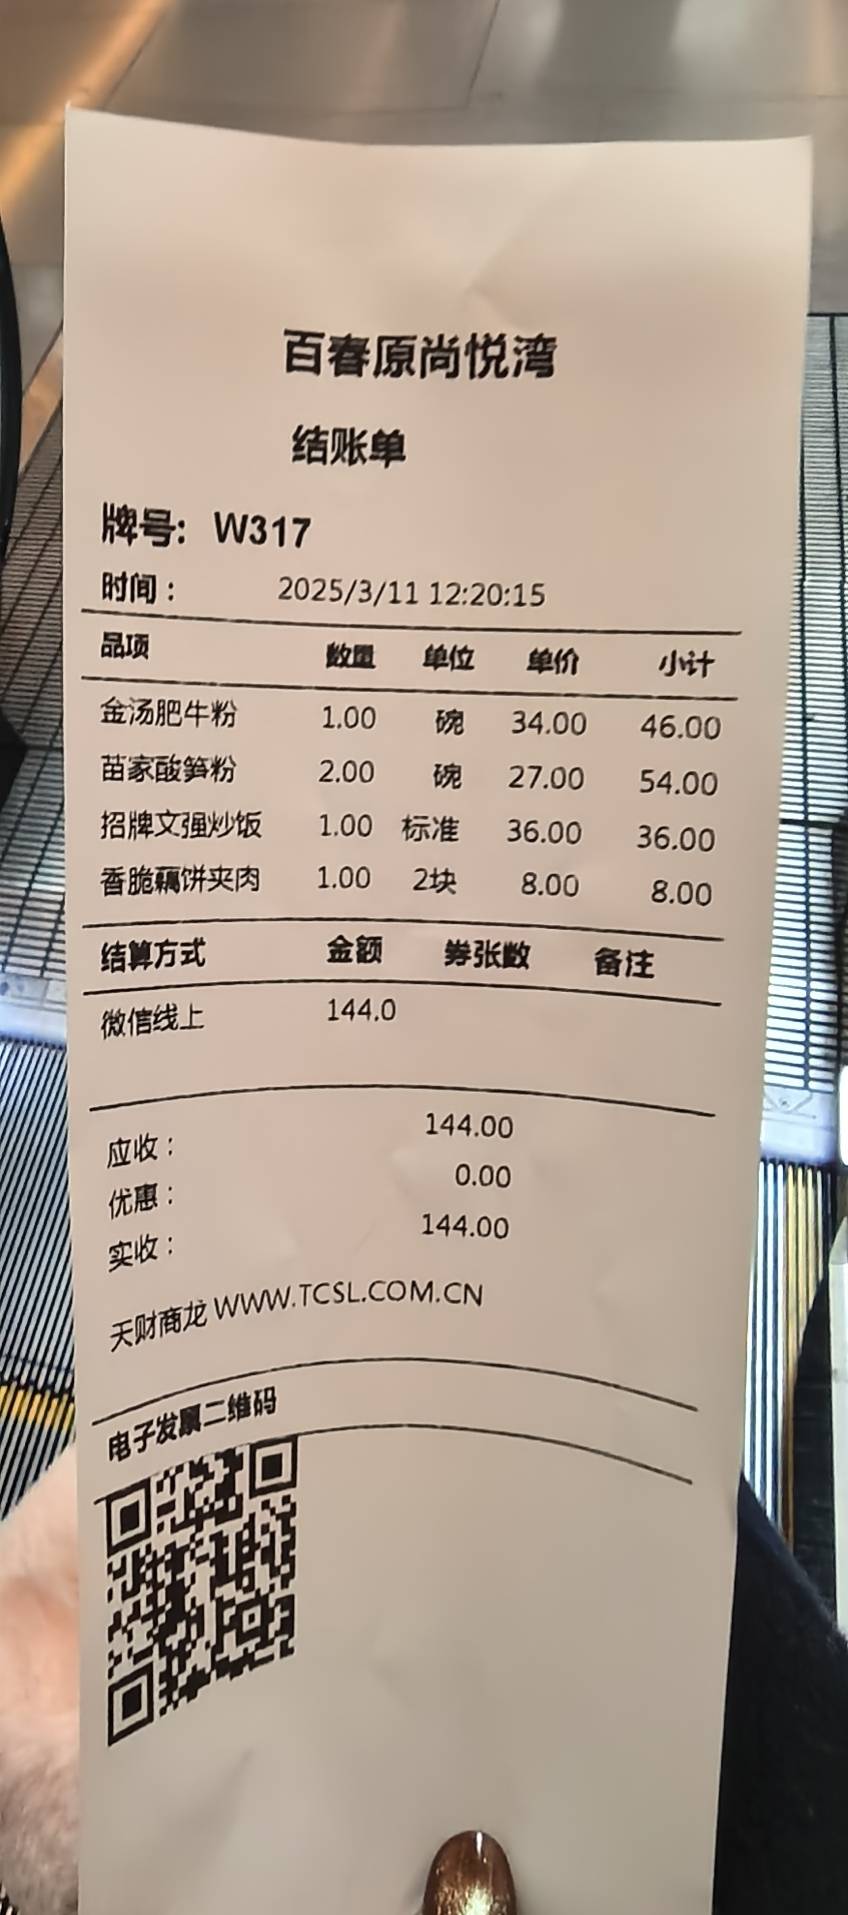 百春原尚悦湾
结账单
牌号: W317
时间: 2025/3/11 12:20:15
品项 数量 单位 单价 小计
金汤肥牛粉 1.00 碗 34.00 46.00
苗家酸笋粉 2.00 碗 27.00 54.00
招牌文强炒饭 1.00 标准 36.00 36.00
香脆藕饼夹肉 1.00 2块 8.00 8.00
结算方式 金额 券张数 备注
微信线上 144.0
应收: 144.00
优惠: 0.00
实收: 144.00
天财商龙 WWW.TCSL.COM.CN
电子发票二维码